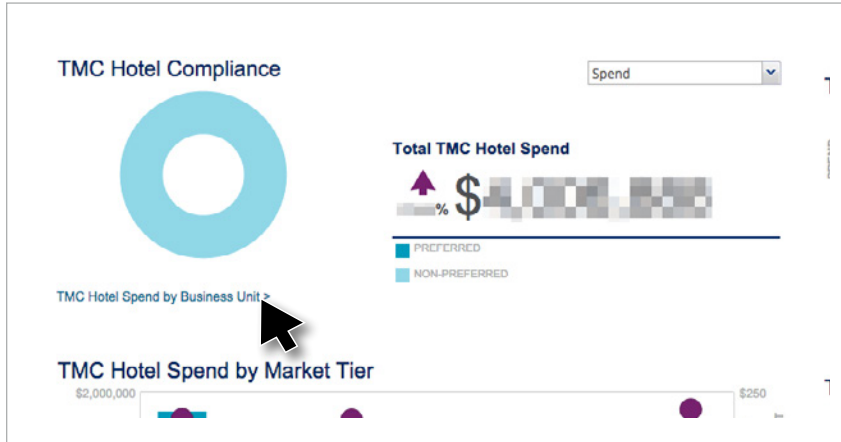 TMC Hotel Compliance
Spend
Total TMC Hotel Spend
% $
PREFERRED
NON-PREFERRED
TMC Hotel Spend by Business Unit >
TMC Hotel Spend by Market Tier
$2,000,000
$250